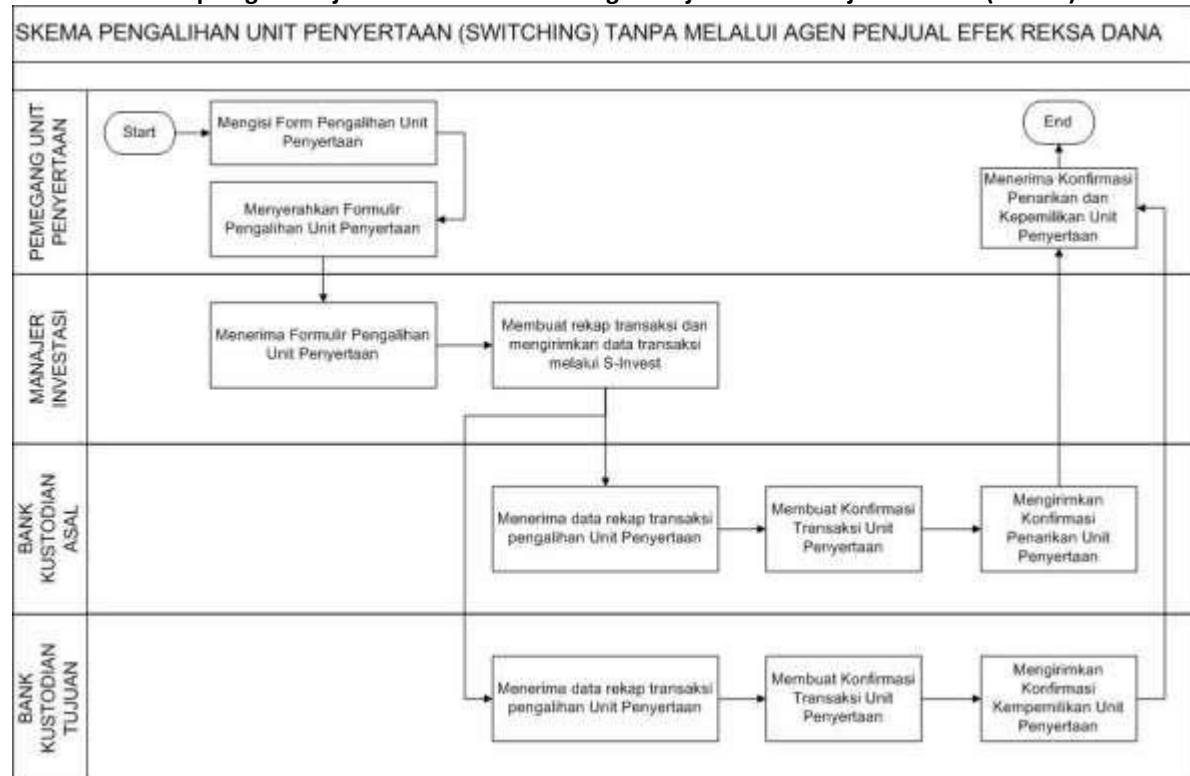 SKEMA PENGALIHAN UNIT PENYERTAAN (SWITCHING) TANPA MELALUI AGEN PENJUAL EFEK REKSA DANA
PEMEGANG UNIT
PENYERTAAN
Start
Mengisi Form Pengalihan Unit
Penyertaan
Menyerahkan Formulir
Pengalihan Unit Penyertaan
End
Menerima Konfirmasi
Penarikan dan
Kepemilikan Unit
Penyertaan
MANAJER
INVESTASI
Menerima Formulir Pengalihan
Unit Penyertaan
Membuat rekap transaksi dan
mengirimkan data transaksi
melalui S-Invest
BANK
KUSTODIAN
ASAL
Menerima data rekap transaksi
pengalihan Unit Penyertaan
Membuat Konfirmasi
Transaksi Unit
Penyertaan
Mengirimkan
Konfirmasi
Penarikan Unit
Penyertaan
BANK
KUSTODIAN
TUJUAN
Menerima data rekap transaksi
pengalihan Unit Penyertaan
Membuat Konfirmasi
Transaksi Unit
Penyertaan
Mengirimkan
Konfirmasi
Kempemilikan Unit
Penyertaan